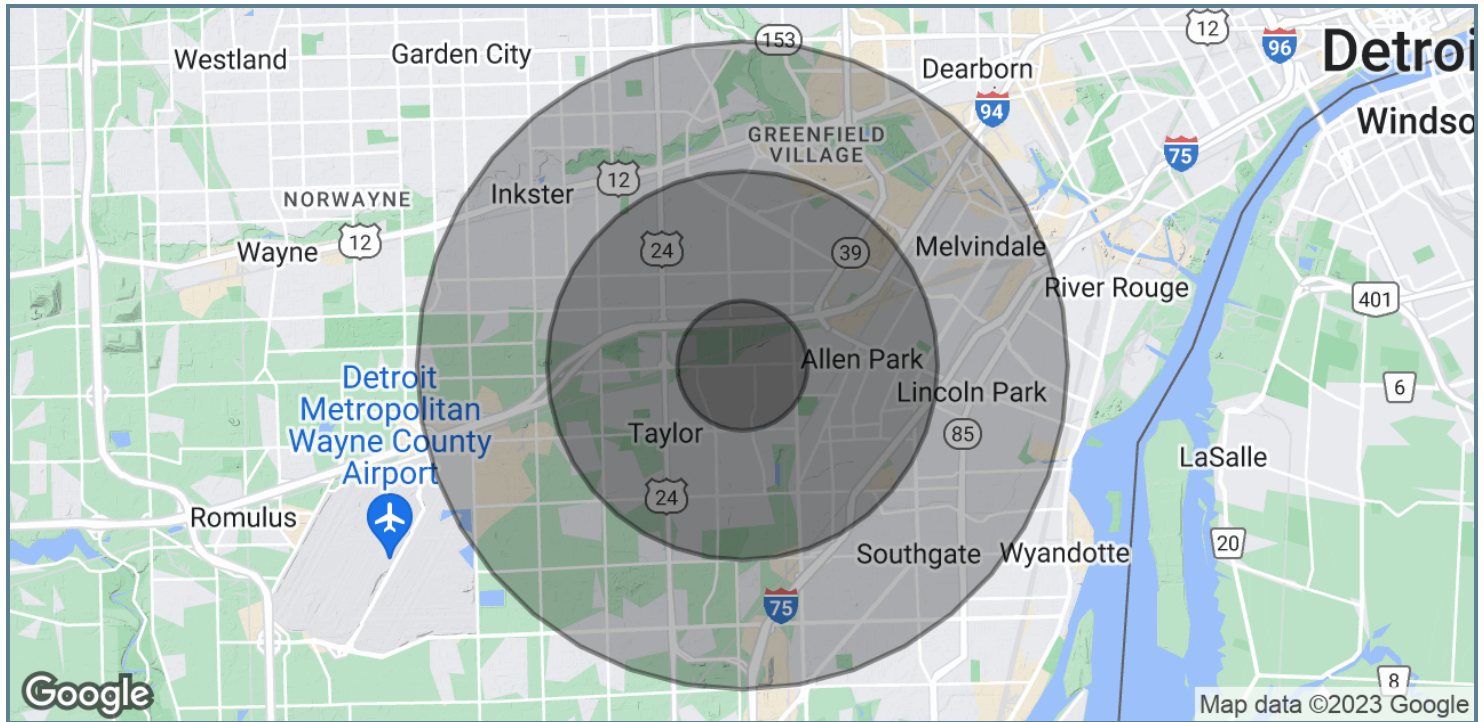 12
153
96
Detroi
Westland
Garden City
Dearborn
94
Windso
GREENFIELD
VILLAGE
75
Inkster
12
NORWAYNE
Wayne
12
24
39
Melvindale
River Rouge
401
Allen Park
Detroit
Metropolitan
Wayne County
Airport
Lincoln Park
6
Taylor
85
LaSalle
24
Romulus
Southgate
Wyandotte
20
75
8
Google
Map data ©2023 Google